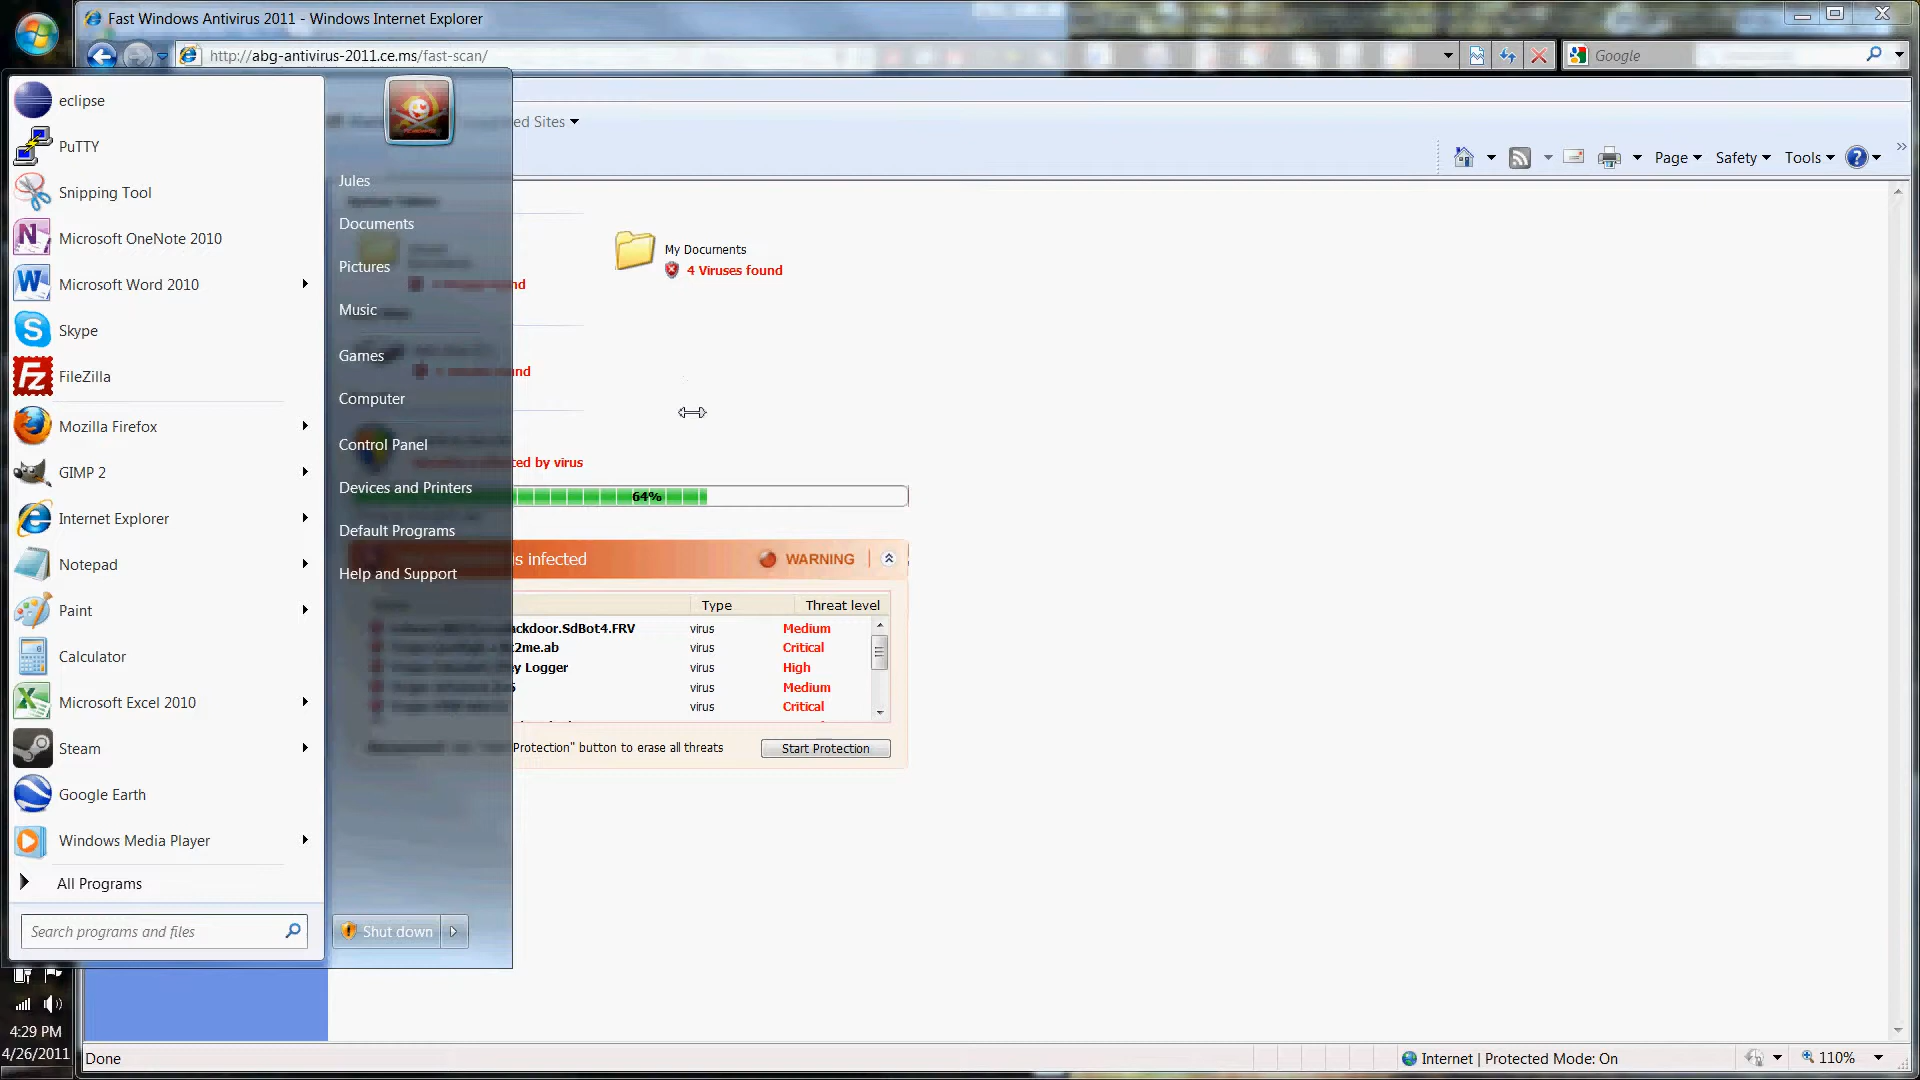 Fast Windows Antivirus 2011 - Windows Internet Explorer
http://abg-antivirus-2011.ce.ms/fast-scan/
Google
ed Sites
Page
Safety
Tools
eclipse
PuTTY
Snipping Tool
Microsoft OneNote 2010
Microsoft Word 2010
Skype
FileZilla
Mozilla Firefox
GIMP 2
Internet Explorer
Notepad
Paint
Calculator
Microsoft Excel 2010
Steam
Google Earth
Windows Media Player
All Programs
Search programs and files
Jules
Documents
Pictures
Music
Games
Computer
Control Panel
Devices and Printers
Default Programs
Help and Support
Shut down
My Documents
4 Viruses found
nd
nd
ted by virus
64%
is infected
WARNING
Type
Threat level
ackdoor.SdBot4.FRV virus Medium
2me.ab virus Critical
ey Logger virus High
virus Medium
virus Critical
Protection" button to erase all threats
Start Protection
4:29 PM
4/26/2011
Done
Internet | Protected Mode: On
110%